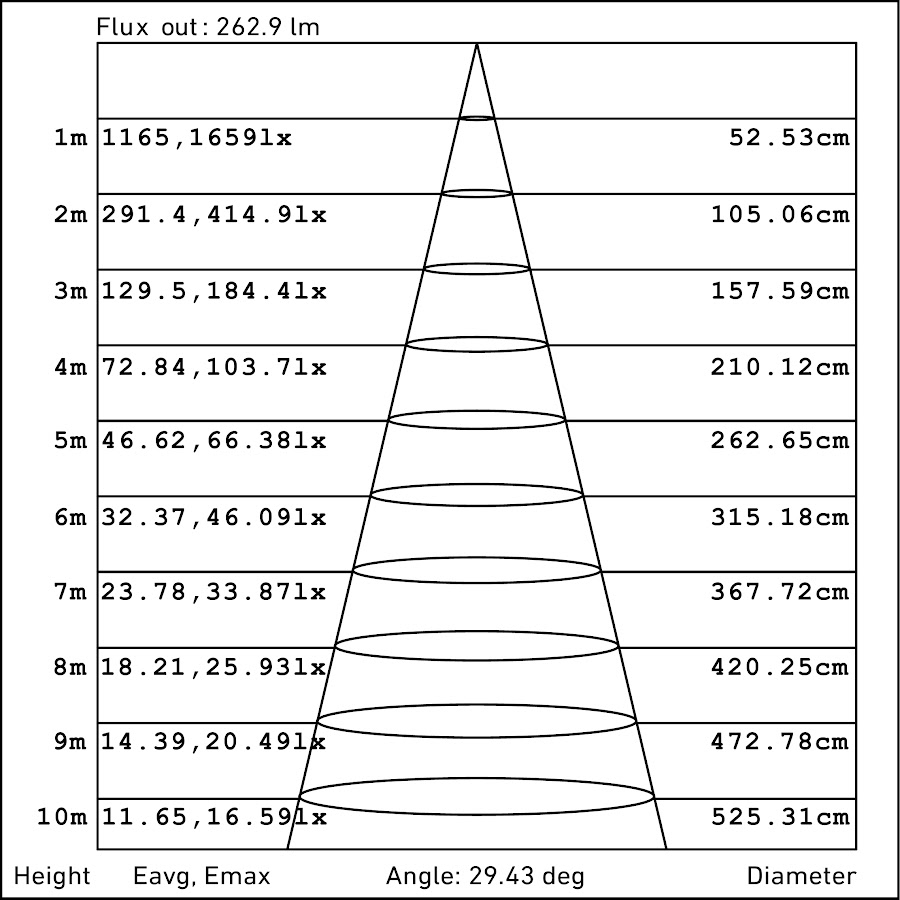 Flux out: 262.9 lm
1m 1165,1659lx 52.53cm
2m 291.4,414.9lx 105.06cm
3m 129.5,184.4lx 157.59cm
4m 72.84,103.7lx 210.12cm
5m 46.62,66.38lx 262.65cm
6m 32.37,46.09lx 315.18cm
7m 23.78,33.87lx 367.72cm
8m 18.21,25.93lx 420.25cm
9m 14.39,20.49lx 472.78cm
10m 11.65,16.59lx 525.31cm
Height Eavg, Emax Angle: 29.43 deg Diameter